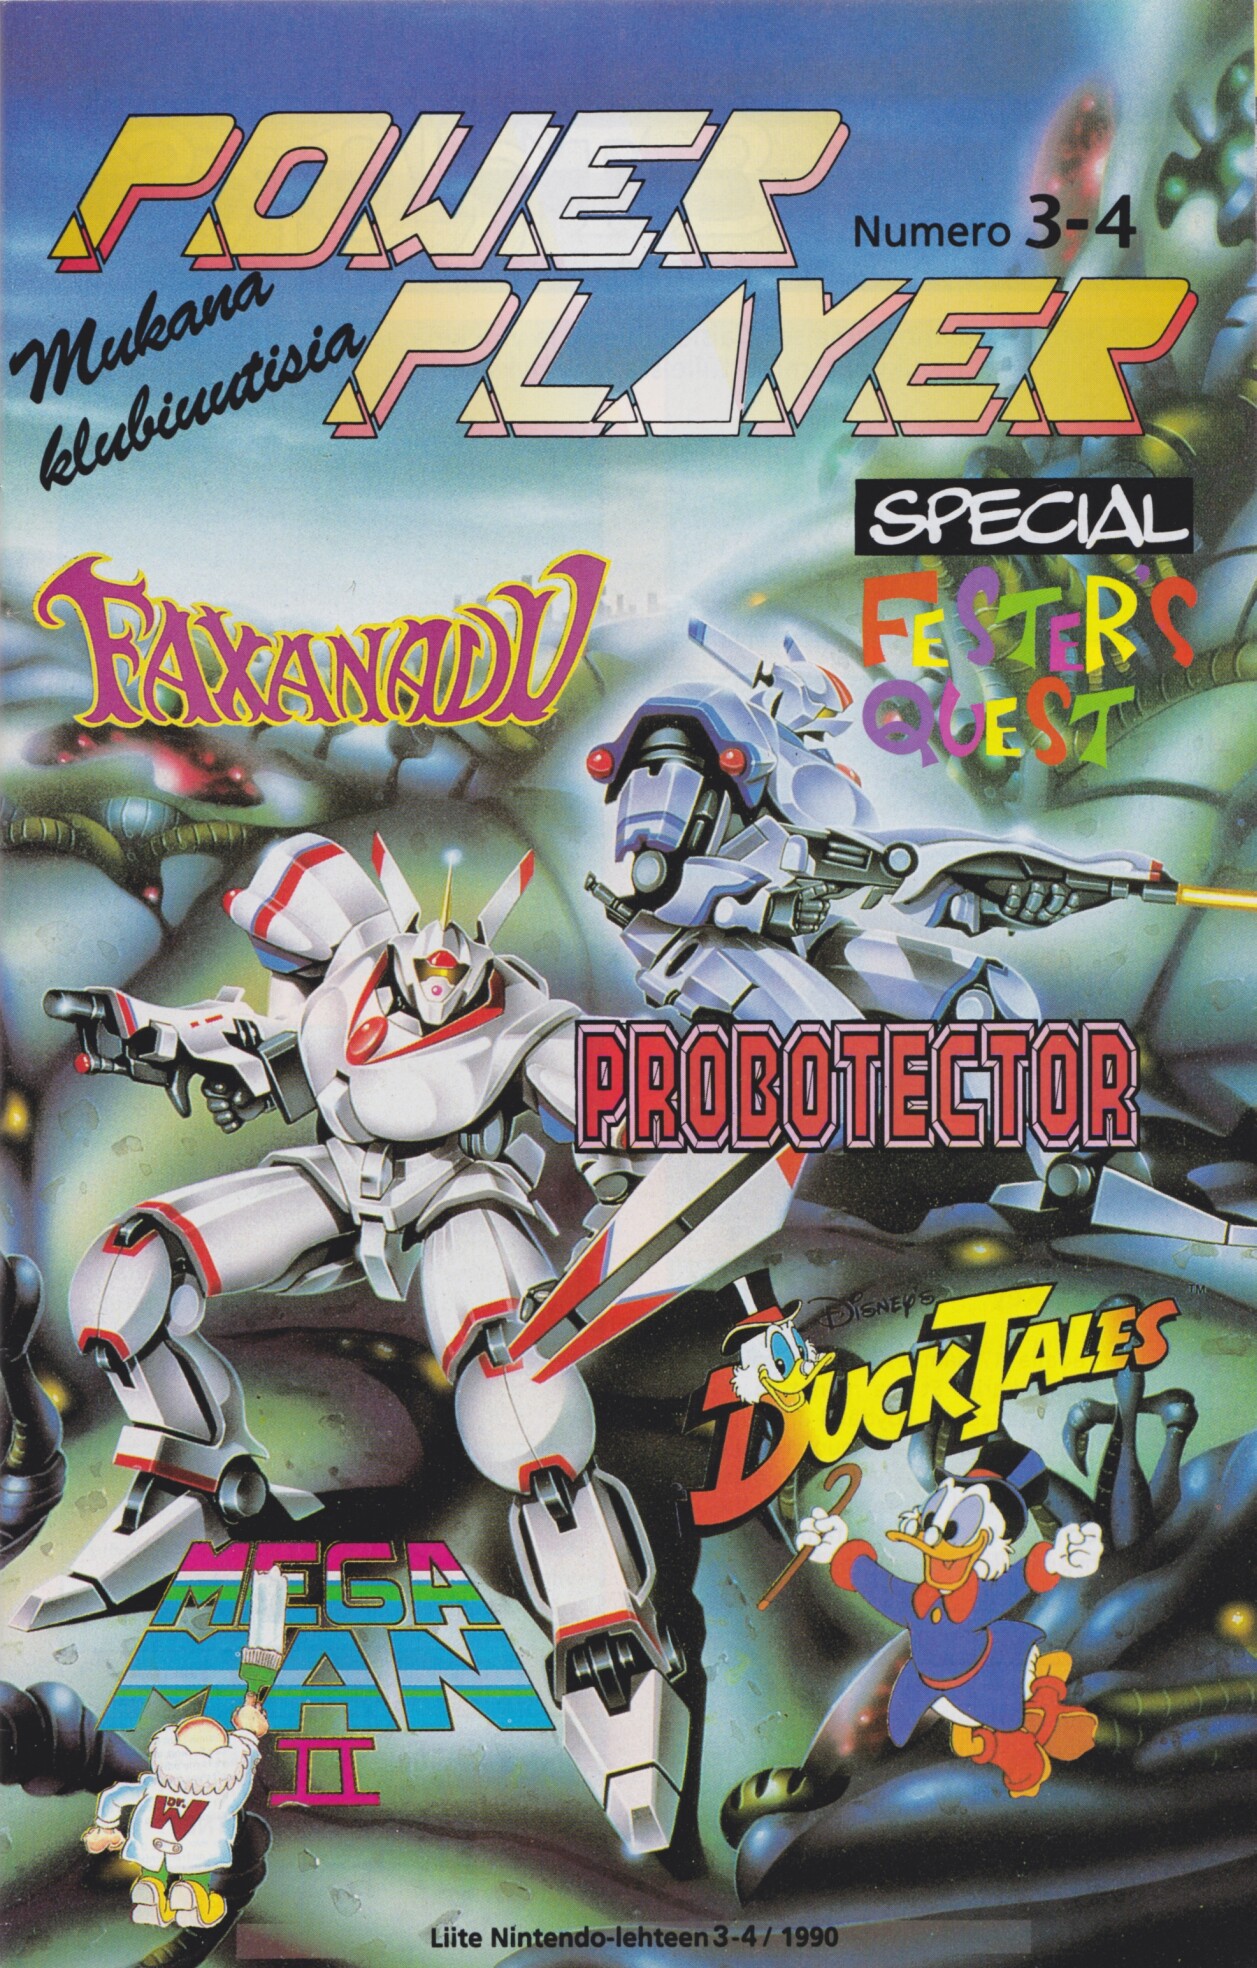 POWER
PLAYER
Numero 3-4
Mukana
klubiuutisia
SPECIAL
FESTER'S
QUEST
FAXANADU
PROBOTECTOR
DISNEY'S
DUCKTALES
TM
MEGA
MAN
II
DR.
W
Liite Nintendo-lehteen 3-4 / 1990